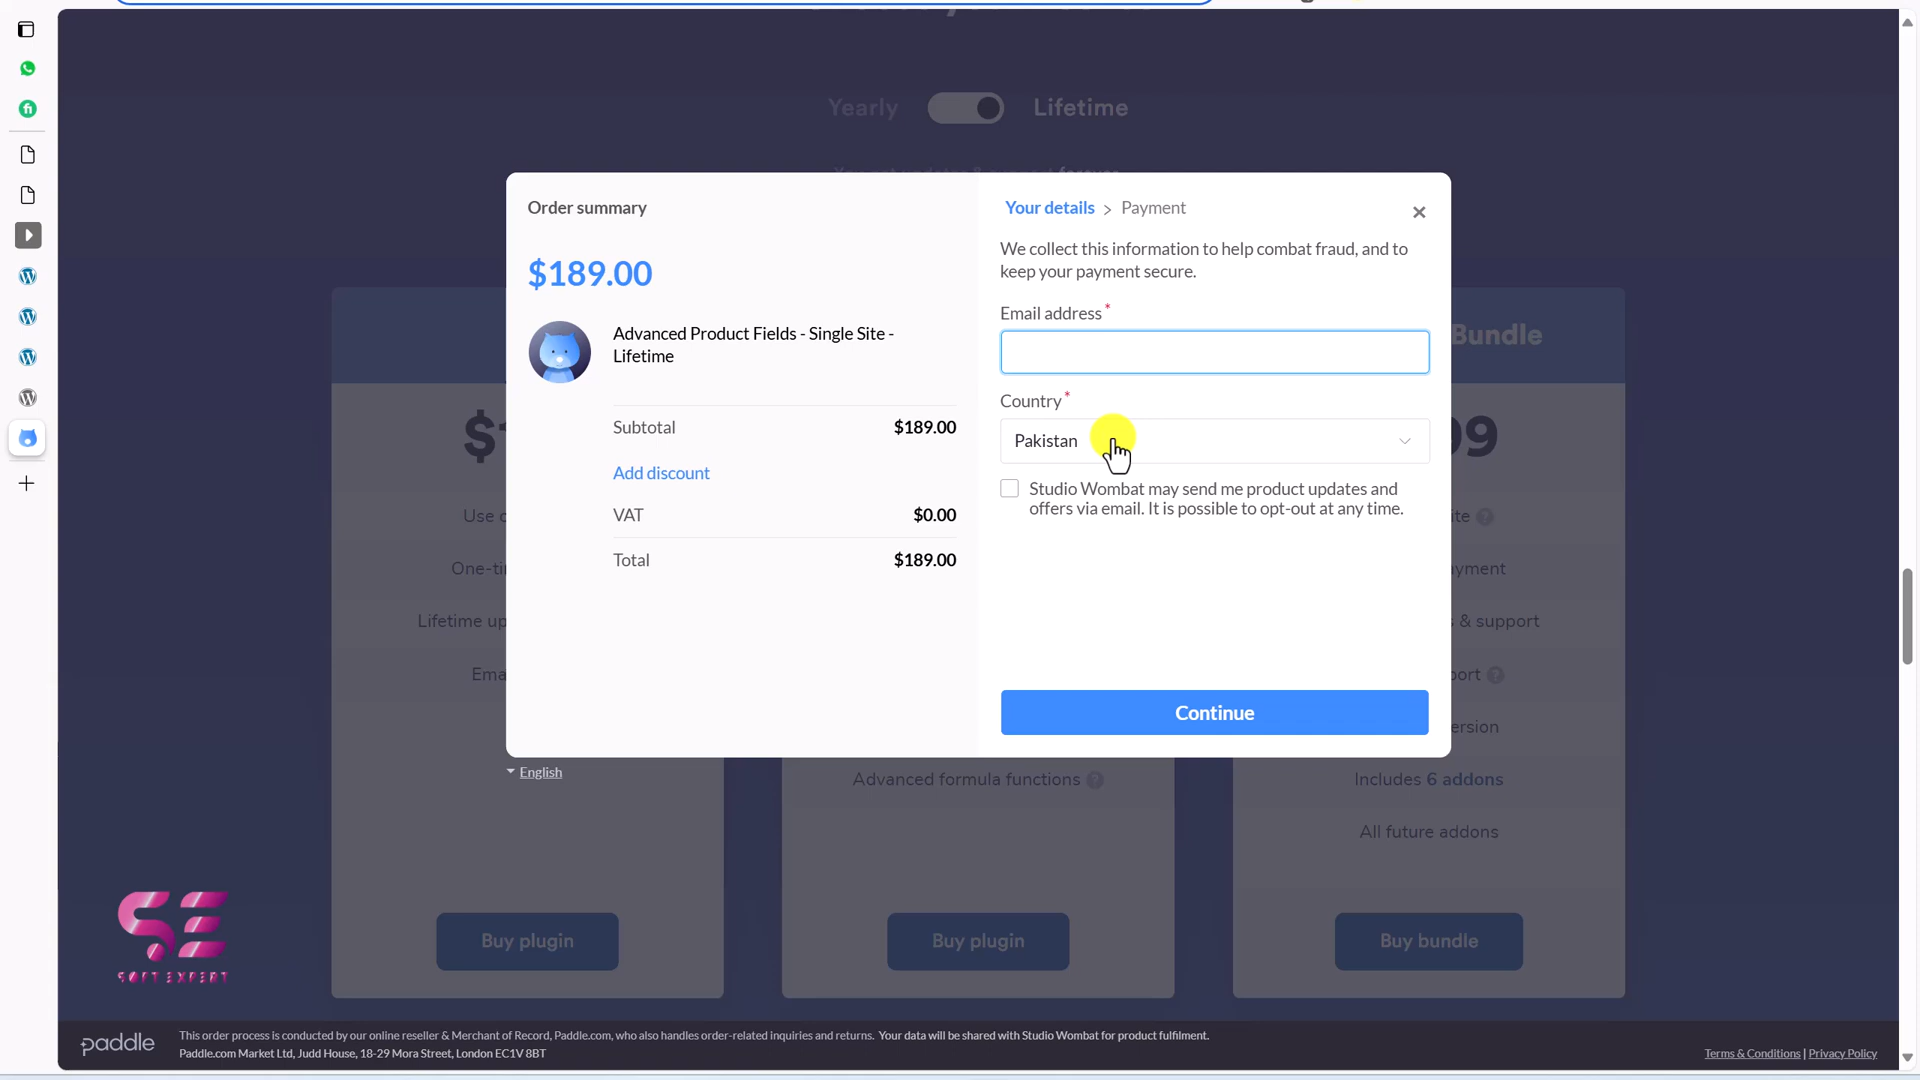 Yearly
Lifetime
Order summary
$189.00
Advanced Product Fields - Single Site -
Lifetime
Subtotal
$189.00
Add discount
VAT
$0.00
Total
$189.00
English
Your details > Payment
We collect this information to help combat fraud, and to
keep your payment secure.
Email address *
Country *
Pakistan
Studio Wombat may send me product updates and
offers via email. It is possible to opt-out at any time.
Continue
Bundle
Advanced formula functions
& support
Includes 6 addons
All future addons
Buy plugin
Buy plugin
Buy bundle
SE
SOFT EXPERT
paddle
This order process is conducted by our online reseller & Merchant of Record, Paddle.com, who also handles order-related inquiries and returns. Your data will be shared with Studio Wombat for product fulfilment.
Paddle.com Market Ltd, Judd House, 18-29 Mora Street, London EC1V 8BT
Terms & Conditions | Privacy Policy